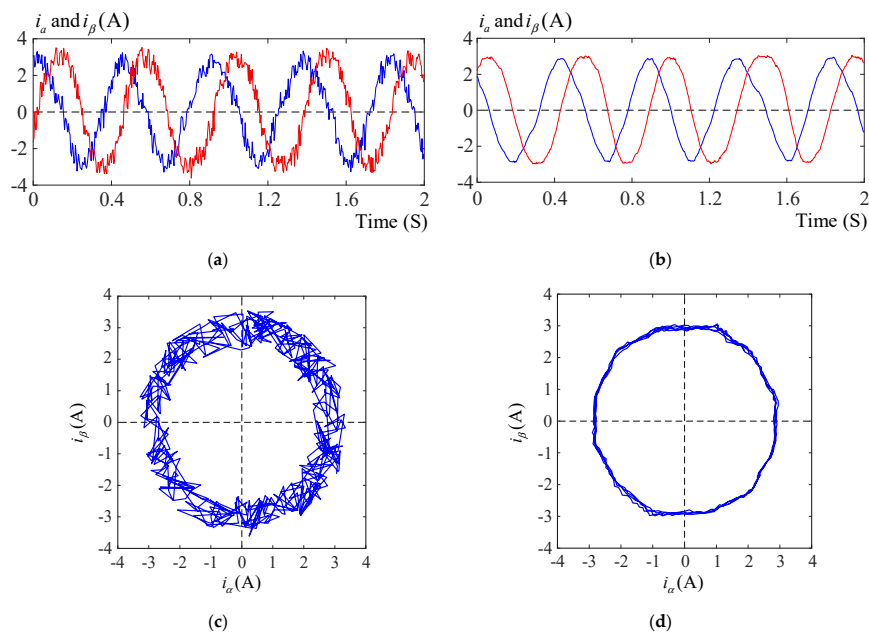 i_a and i_β (A)
4
2
0
-2
-4
0 0.4 0.8 1.2 1.6 2
Time (S)
(a)
i_a and i_β (A)
4
2
0
-2
-4
0 0.4 0.8 1.2 1.6 2
Time (S)
(b)
4
3
2
1
0
-1
-2
-3
-4
i_β (A)
-4 -3 -2 -1 0 1 2 3 4
i_α (A)
(c)
4
3
2
1
0
-1
-2
-3
-4
i_β (A)
-4 -3 -2 -1 0 1 2 3 4
i_α (A)
(d)